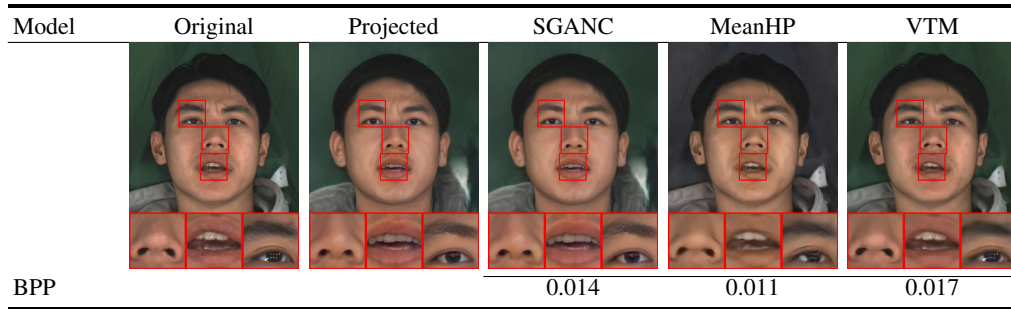 Model Original Projected SGANC MeanHP VTM
BPP 0.014 0.011 0.017